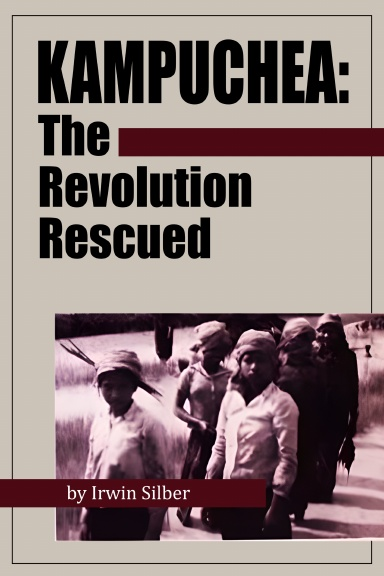 KAMPUCHEA:
The
Revolution
Rescued
by Irwin Silber